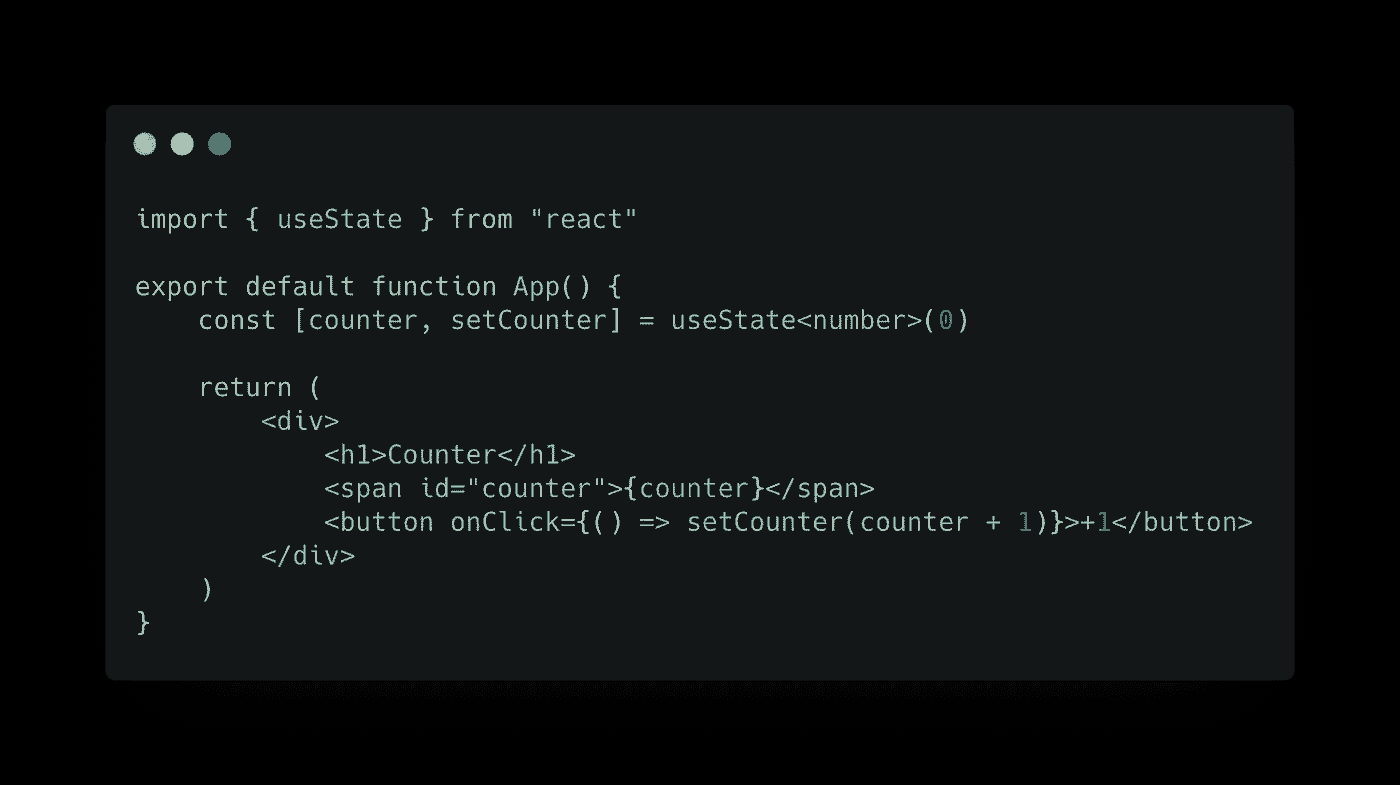 import { useState } from "react"
export default function App() {
const [counter, setCounter] = useState<number>(0)
return (
<div>
<h1>Counter</h1>
<span id="counter">{counter}</span>
<button onClick={() => setCounter(counter + 1)}>+1</button>
</div>
)
}